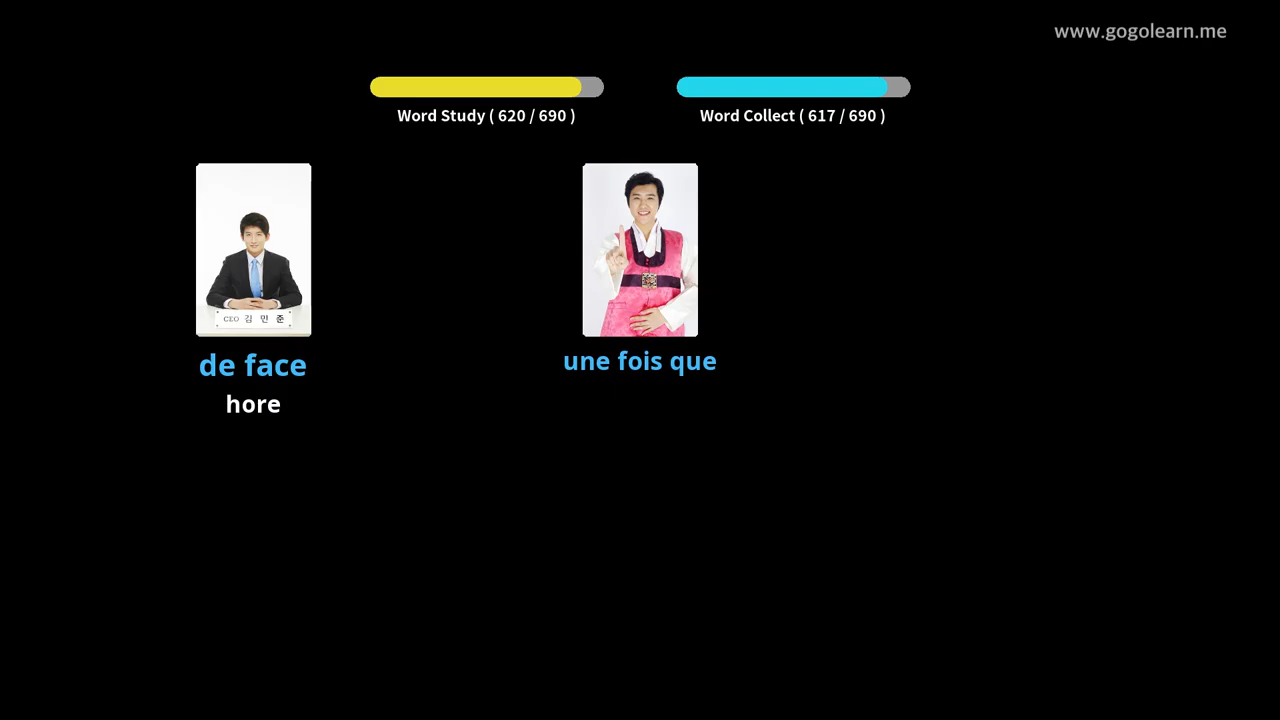 www.gogolearn.me
Word Study ( 620 / 690 )
Word Collect ( 617 / 690 )
CEO 김 민 준
de face
une fois que
hore